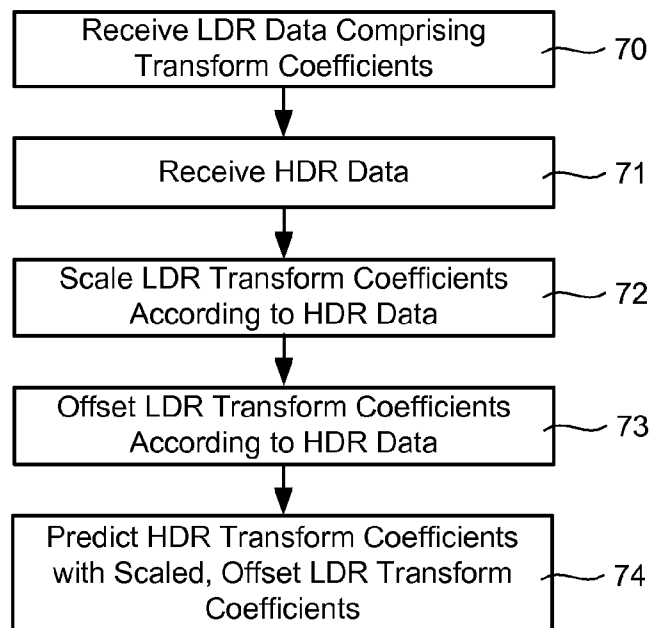 Receive LDR Data Comprising
Transform Coefficients
70
Receive HDR Data
71
Scale LDR Transform Coefficients
According to HDR Data
72
Offset LDR Transform Coefficients
According to HDR Data
73
Predict HDR Transform Coefficients
with Scaled, Offset LDR Transform
Coefficients
74